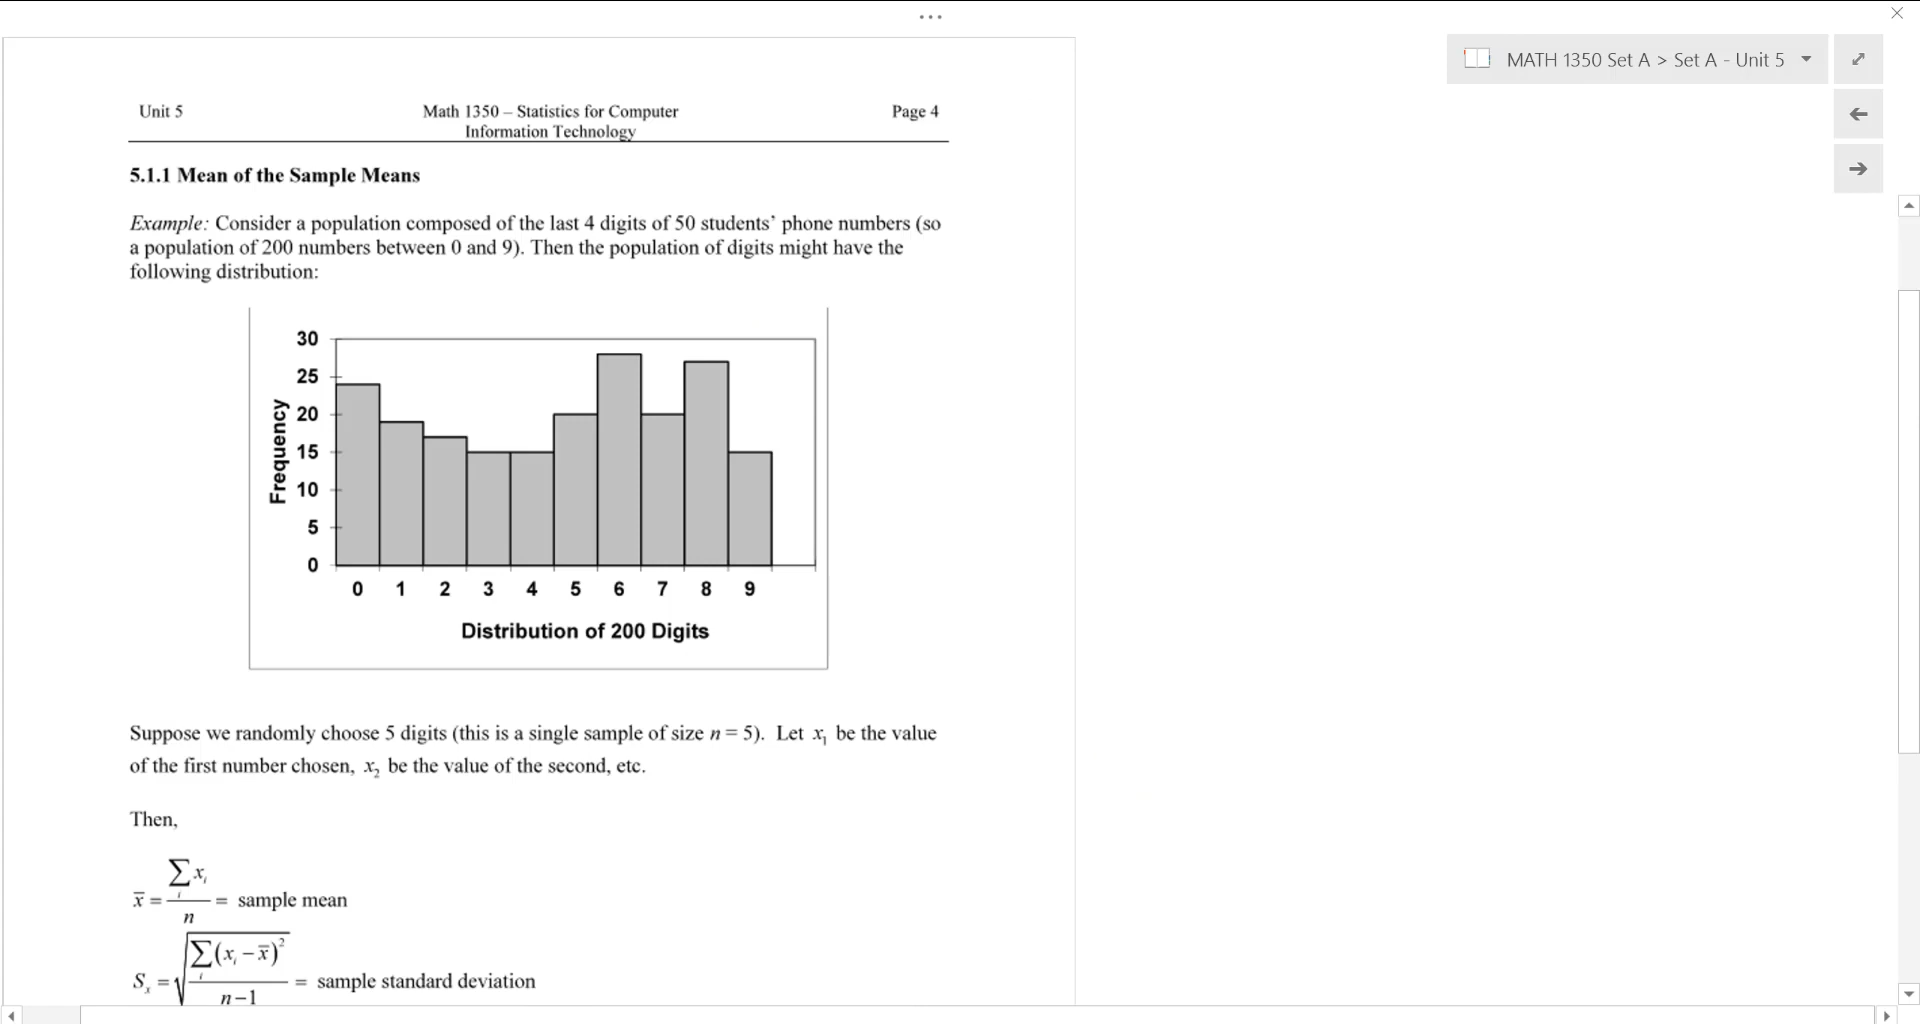 ...
MATH 1350 Set A > Set A - Unit 5
Unit 5 Math 1350 – Statistics for Computer Page 4
Information Technology
5.1.1 Mean of the Sample Means
Example: Consider a population composed of the last 4 digits of 50 students' phone numbers (so
a population of 200 numbers between 0 and 9). Then the population of digits might have the
following distribution:
30
25
20
15
10
5
0
Frequency
0 1 2 3 4 5 6 7 8 9
Distribution of 200 Digits
Suppose we randomly choose 5 digits (this is a single sample of size n = 5). Let x₁ be the value
of the first number chosen, x₂ be the value of the second, etc.
Then,
x̄ = ∑ᵢ xᵢ / n = sample mean
Sₓ = √(∑ᵢ (xᵢ – x̄)² / n – 1) = sample standard deviation